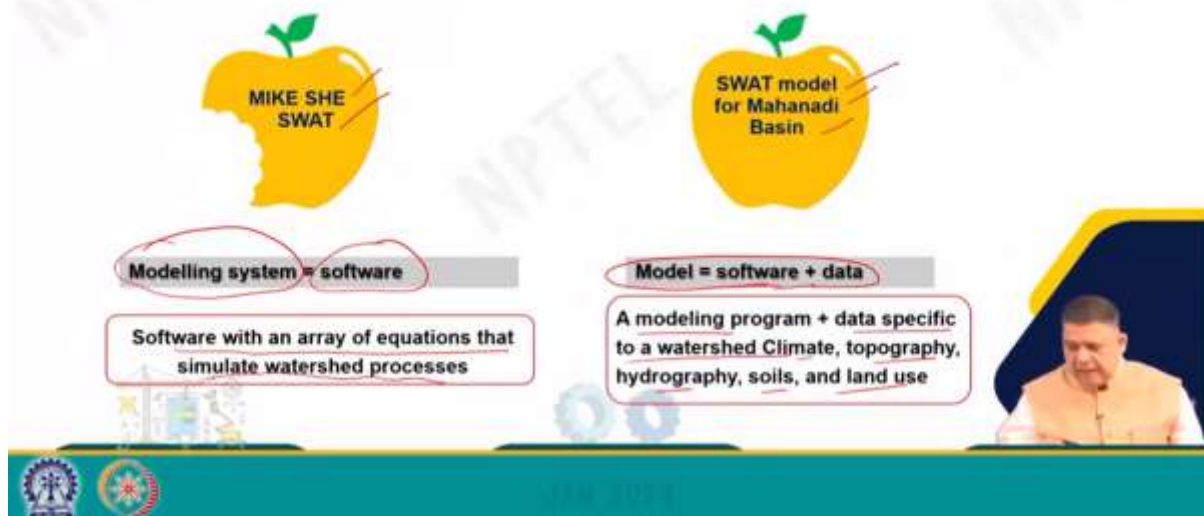 NPTEL
MIKE SHE
SWAT
SWAT model
for Mahanadi
Basin
Modelling system = software
Model = software + data
Software with an array of equations that
simulate watershed processes
A modeling program + data specific
to a watershed Climate, topography,
hydrography, soils, and land use
JAN 2024